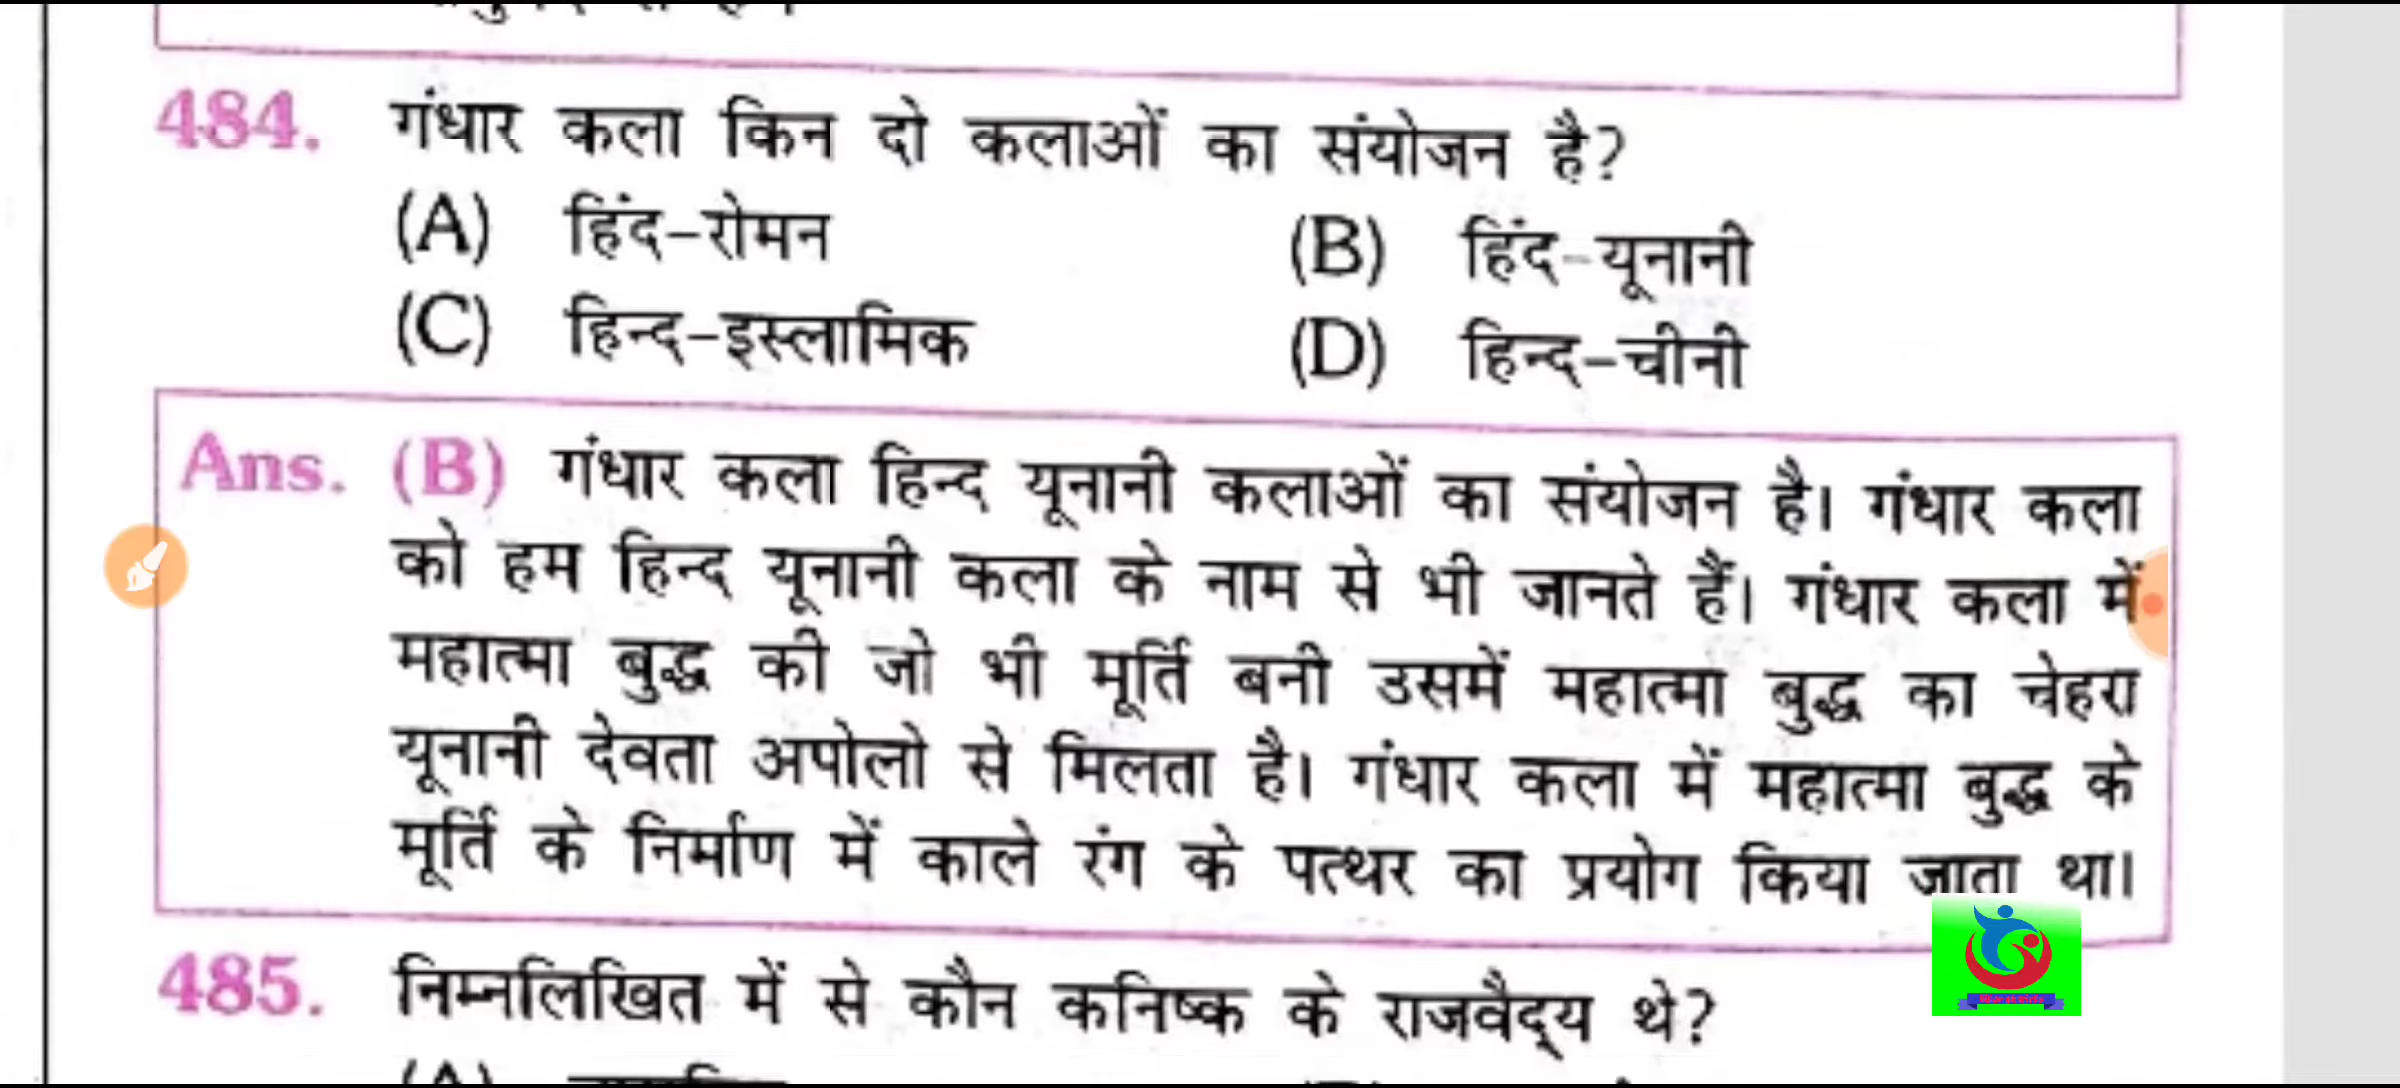 484. गंधार कला किन दो कलाओं का संयोजन है?
(A) हिंद-रोमन (B) हिंद-यूनानी
(C) हिन्द-इस्लामिक (D) हिन्द-चीनी
Ans. (B) गंधार कला हिन्द यूनानी कलाओं का संयोजन है। गंधार कला
को हम हिन्द यूनानी कला के नाम से भी जानते हैं। गंधार कला में
महात्मा बुद्ध की जो भी मूर्ति बनी उसमें महात्मा बुद्ध का चेहरा
यूनानी देवता अपोलो से मिलता है। गंधार कला में महात्मा बुद्ध के
मूर्ति के निर्माण में काले रंग के पत्थर का प्रयोग किया जाता था।
485. निम्नलिखित में से कौन कनिष्क के राजवैद्य थे?
(A)